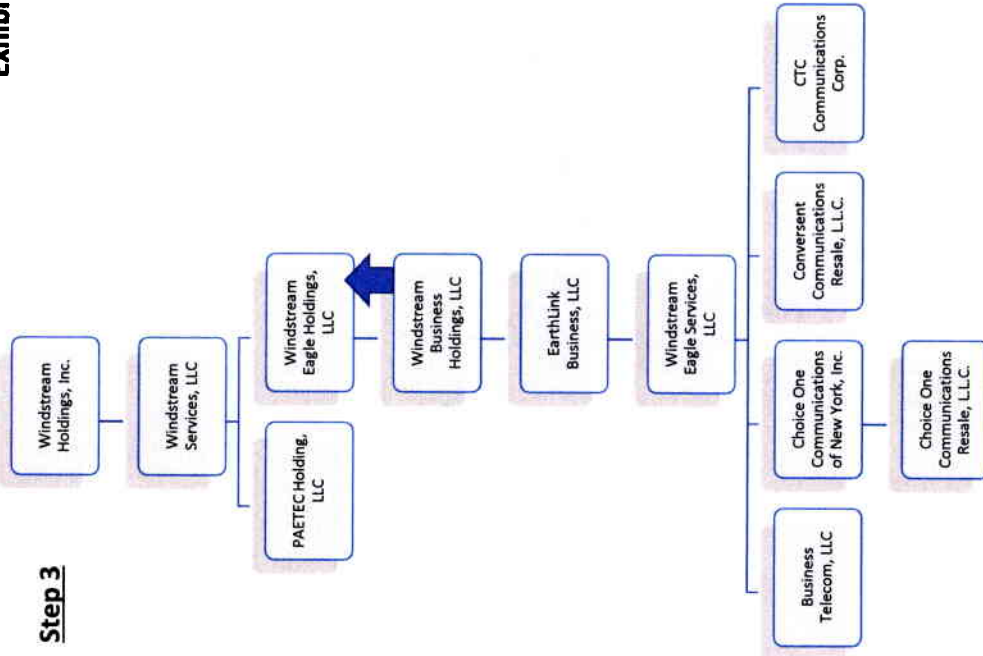 Exhibi
Step 3
Windstream
Holdings, Inc.
Windstream
Services, LLC
PAETEC Holding,
LLC
Windstream
Eagle Holdings,
LLC
Windstream
Business
Holdings, LLC
EarthLink
Business, LLC
Windstream
Eagle Services,
LLC
Business
Telecom, LLC
Choice One
Communications
of New York, Inc.
Conversent
Communications
Resale, L.L.C.
CTC
Communications
Corp.
Choice One
Communications
Resale, L.L.C.